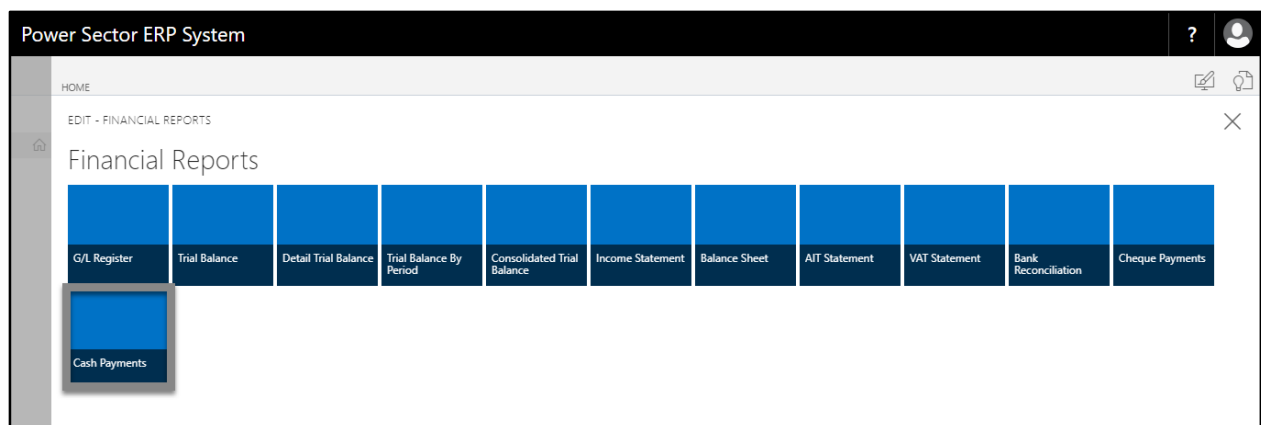 Power Sector ERP System
?
HOME
EDIT - FINANCIAL REPORTS
Financial Reports
G/L Register
Trial Balance
Detail Trial Balance
Trial Balance By
Period
Consolidated Trial
Balance
Income Statement
Balance Sheet
AIT Statement
VAT Statement
Bank
Reconciliation
Cheque Payments
Cash Payments